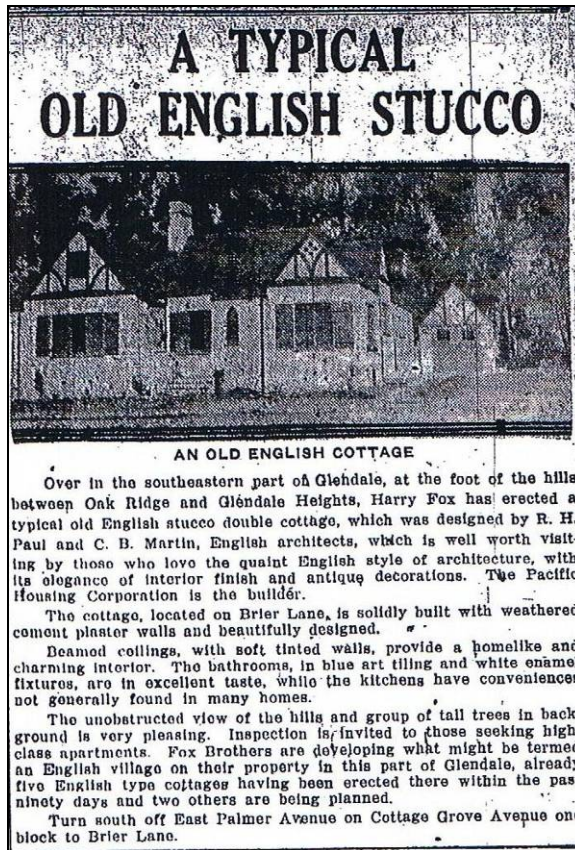 A TYPICAL
OLD ENGLISH STUCCO
AN OLD ENGLISH COTTAGE
Over in the southeastern part of Glendale, at the foot of the hills
between Oak Ridge and Glendale Heights, Harry Fox has erected a
typical old English stucco double cottage, which was designed by R. H.
Paul and C. B. Martin, English architects, which is well worth visit-
ing by those who love the quaint English style of architecture, with
its elegance of interior finish and antique decorations. The Pacific
Housing Corporation is the builder.
The cottage, located on Brier Lane, is solidly built with weathered
cement plaster walls and beautifully designed.
Beamed ceilings, with soft tinted walls, provide a homelike and
charming interior. The bathrooms, in blue art tiling and white enamel
fixtures, are in excellent taste, while the kitchens have conveniences
not generally found in many homes.
The unobstructed view of the hills and group of tall trees in back
ground is very pleasing. Inspection is invited to those seeking high
class apartments. Fox Brothers are developing what might be termed
an English village on their property in this part of Glendale, already
five English type cottages having been erected there within the pas
ninety days and two others are being planned.
Turn south off East Palmer Avenue on Cottage Grove Avenue one
block to Brier Lane.